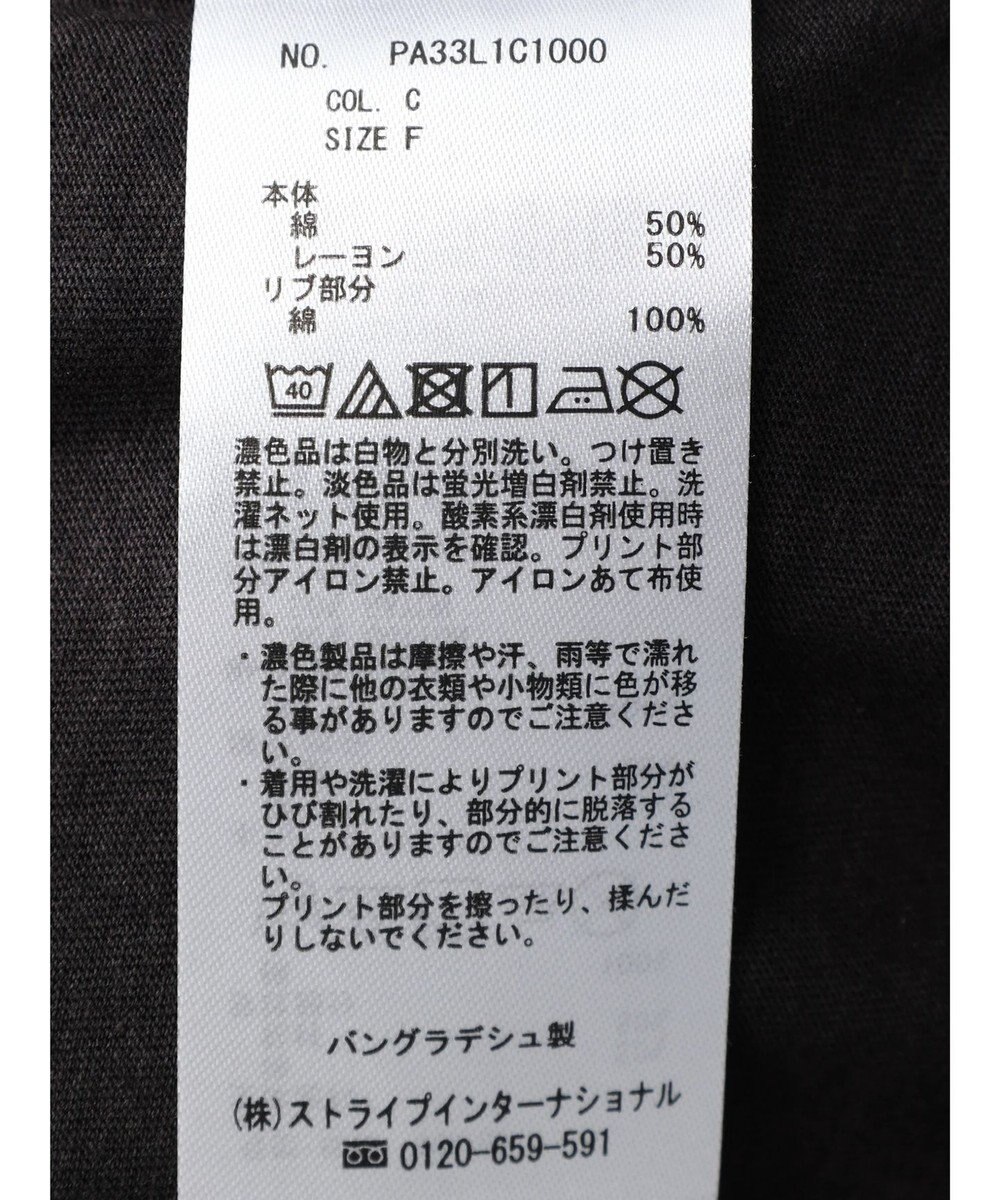 NO. PA33L1C1000
COL. C
SIZE F
本体
綿 50%
レーヨン 50%
リブ部分
綿 100%
40
濃色品は白物と分別洗い。つけ置き
禁止。淡色品は蛍光増白剤禁止。洗
濯ネット使用。酸素系漂白剤使用時
は漂白剤の表示を確認。プリント部
分アイロン禁止。アイロンあて布使
用。
・濃色製品は摩擦や汗、雨等で濡れ
た際に他の衣類や小物類に色が移
る事がありますのでご注意くださ
い。
・着用や洗濯によりプリント部分が
ひび割れたり、部分的に脱落する
ことがありますのでご注意くださ
い。
プリント部分を擦ったり、揉んだ
りしないでください。
バングラデシュ製
(株)ストライプインターナショナル
0120-659-591